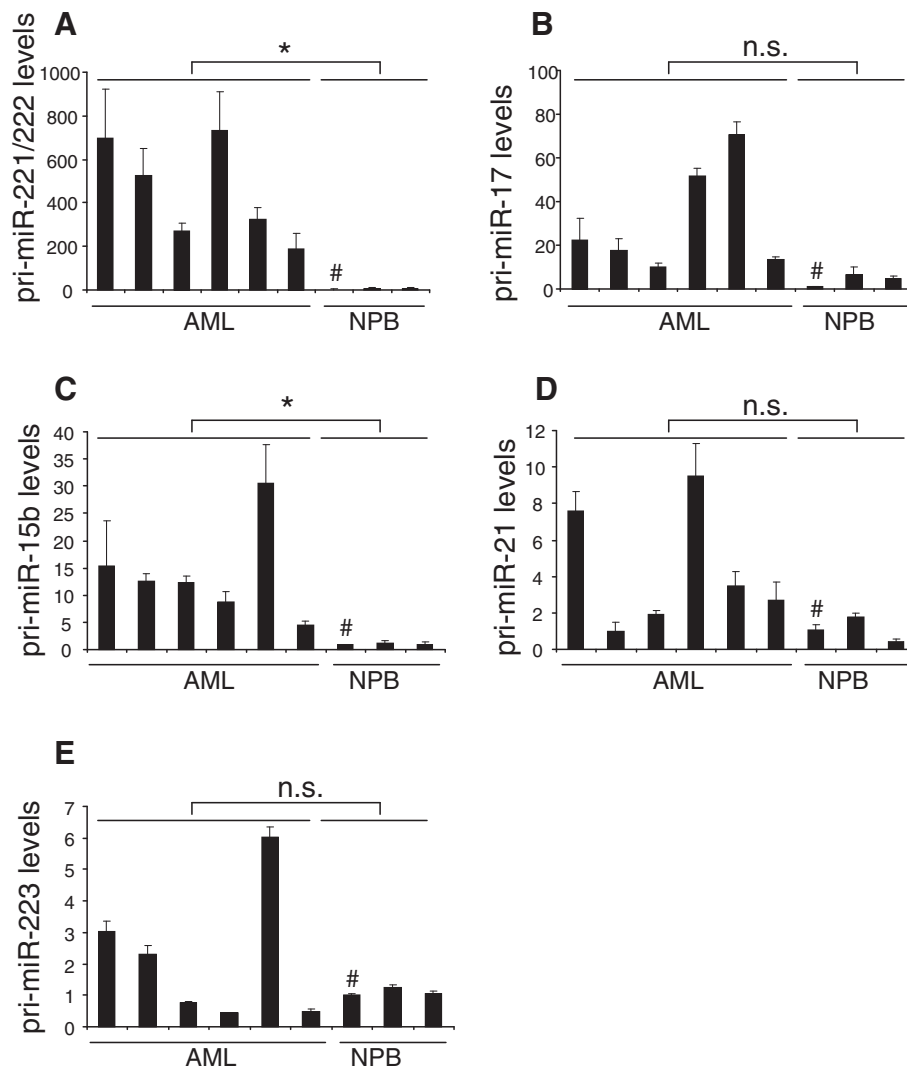 A
*
pri-miR-221/222 levels
1000
800
600
400
200
0
#
AML
NPB
B
n.s.
pri-miR-17 levels
100
80
60
40
20
0
#
AML
NPB
C
*
pri-miR-15b levels
40
35
30
25
20
15
10
5
0
#
AML
NPB
D
n.s.
pri-miR-21 levels
12
10
8
6
4
2
0
#
AML
NPB
E
n.s.
pri-miR-223 levels
7
6
5
4
3
2
1
0
#
AML
NPB